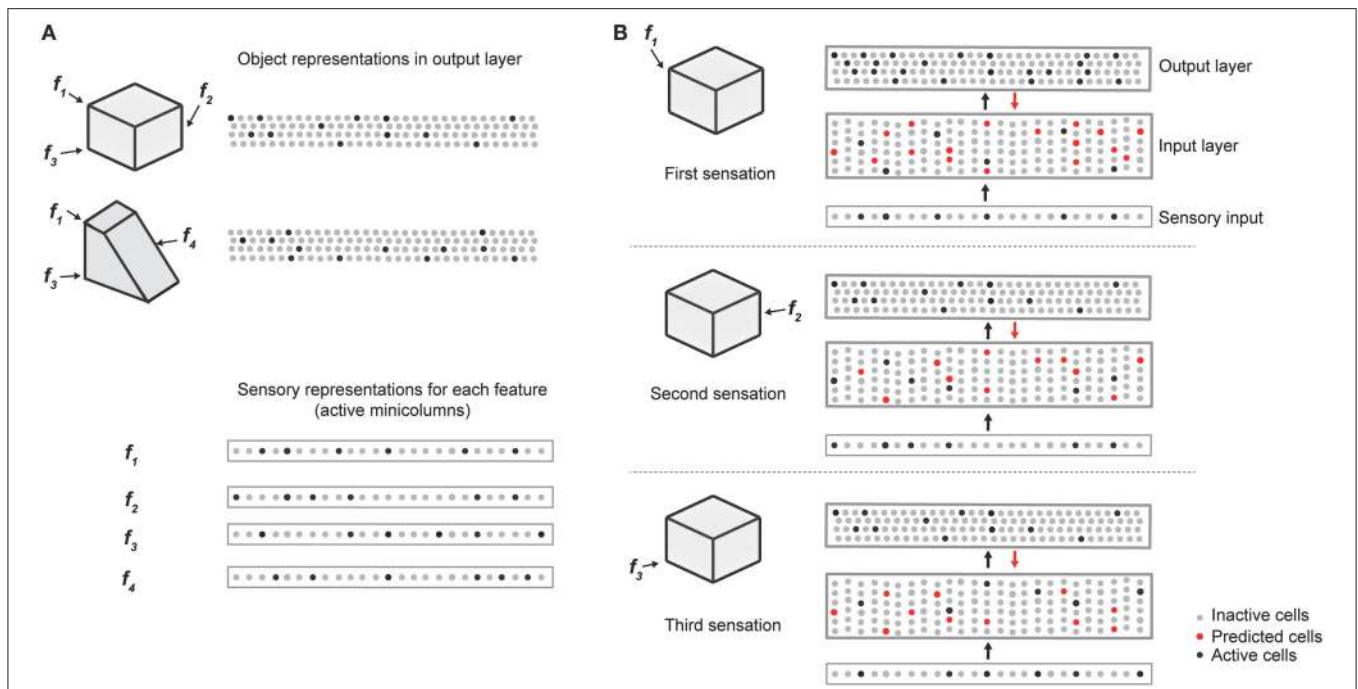 A
Object representations in output layer
f1
f2
f3
f1
f4
f3
Sensory representations for each feature
(active minicolumns)
f1
f2
f3
f4
B
f1
Output layer
Input layer
First sensation
Sensory input
f2
Second sensation
f3
Third sensation
Inactive cells
Predicted cells
Active cells